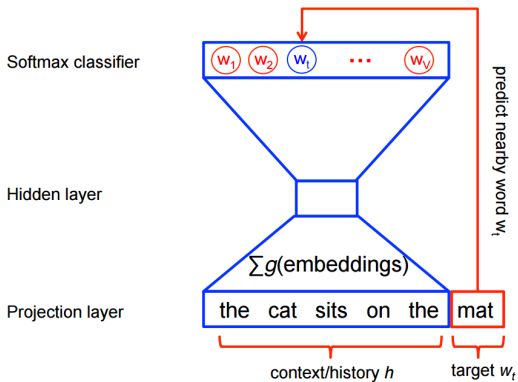 Softmax classifier
w1 w2 wt ... wV
predict nearby word wt
Hidden layer
∑g(embeddings)
Projection layer
the cat sits on the mat
context/history h
target wt